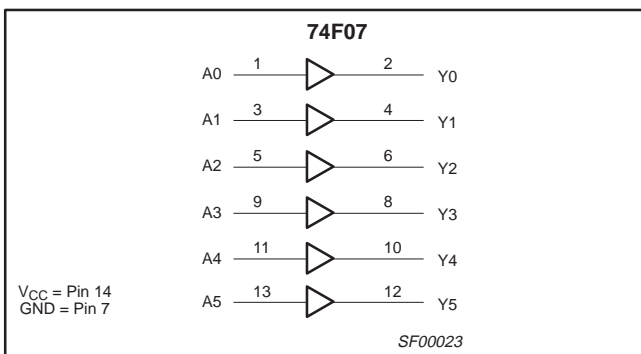 74F07
A0 1 2 Y0
A1 3 4 Y1
A2 5 6 Y2
A3 9 8 Y3
A4 11 10 Y4
A5 13 12 Y5
VCC = Pin 14
GND = Pin 7
SF00023